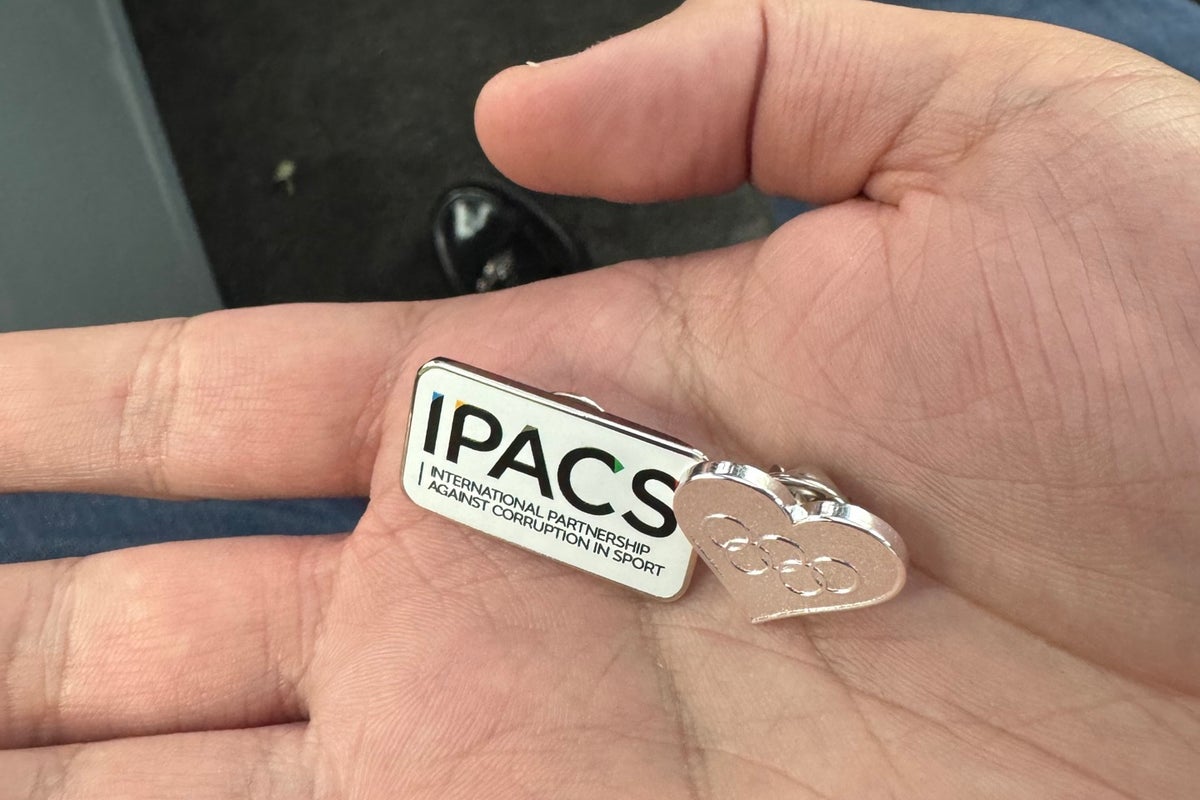 IPACS
INTERNATIONAL PARTNERSHIP
AGAINST CORRUPTION IN SPORT